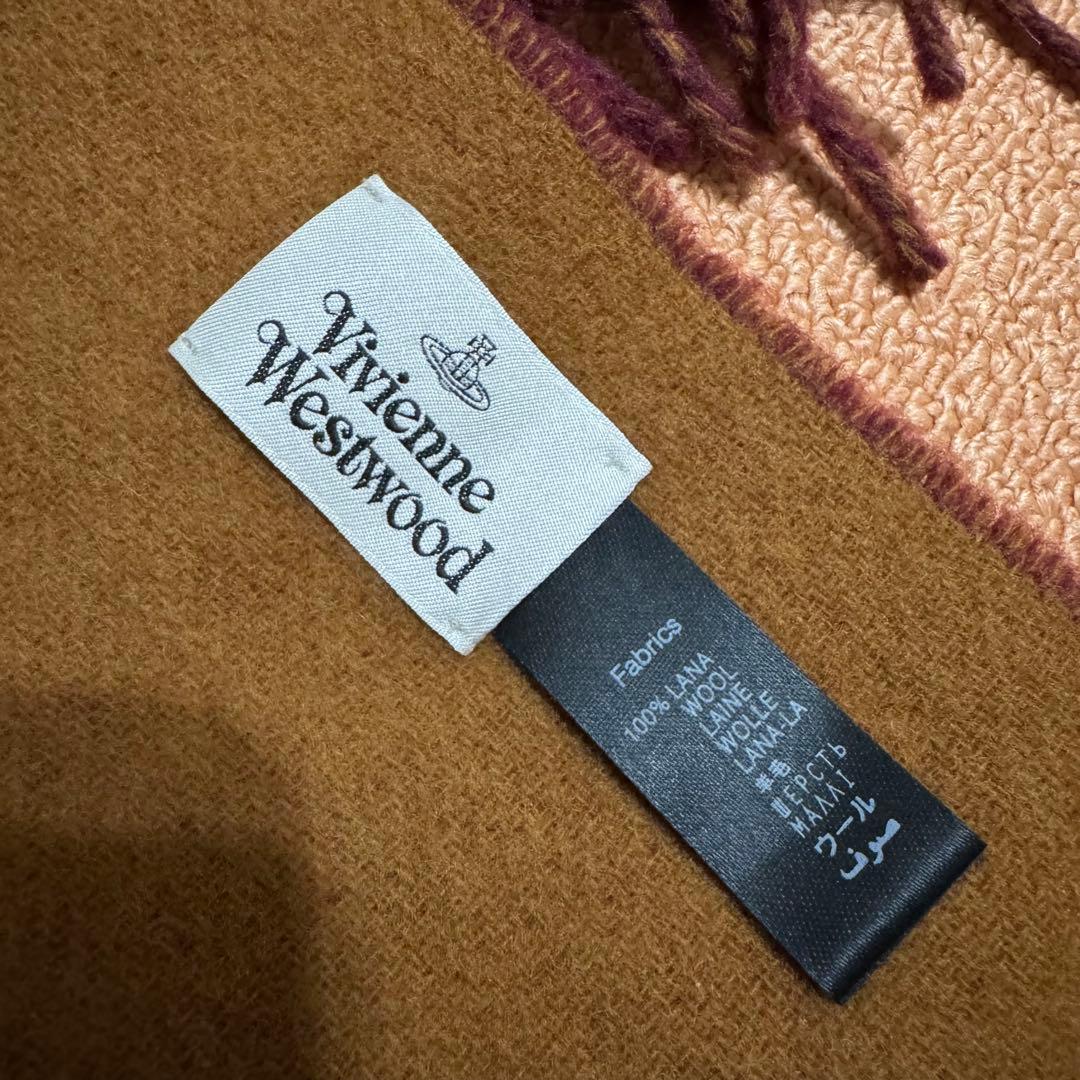 Vivienne
Westwood
Fabrics
100% LANA
WOOL
LAINE
WOLLE
LANA-LA
羊毛
ШЕРСТЬ
ΜΑΛΛΙ
ウール
صوف